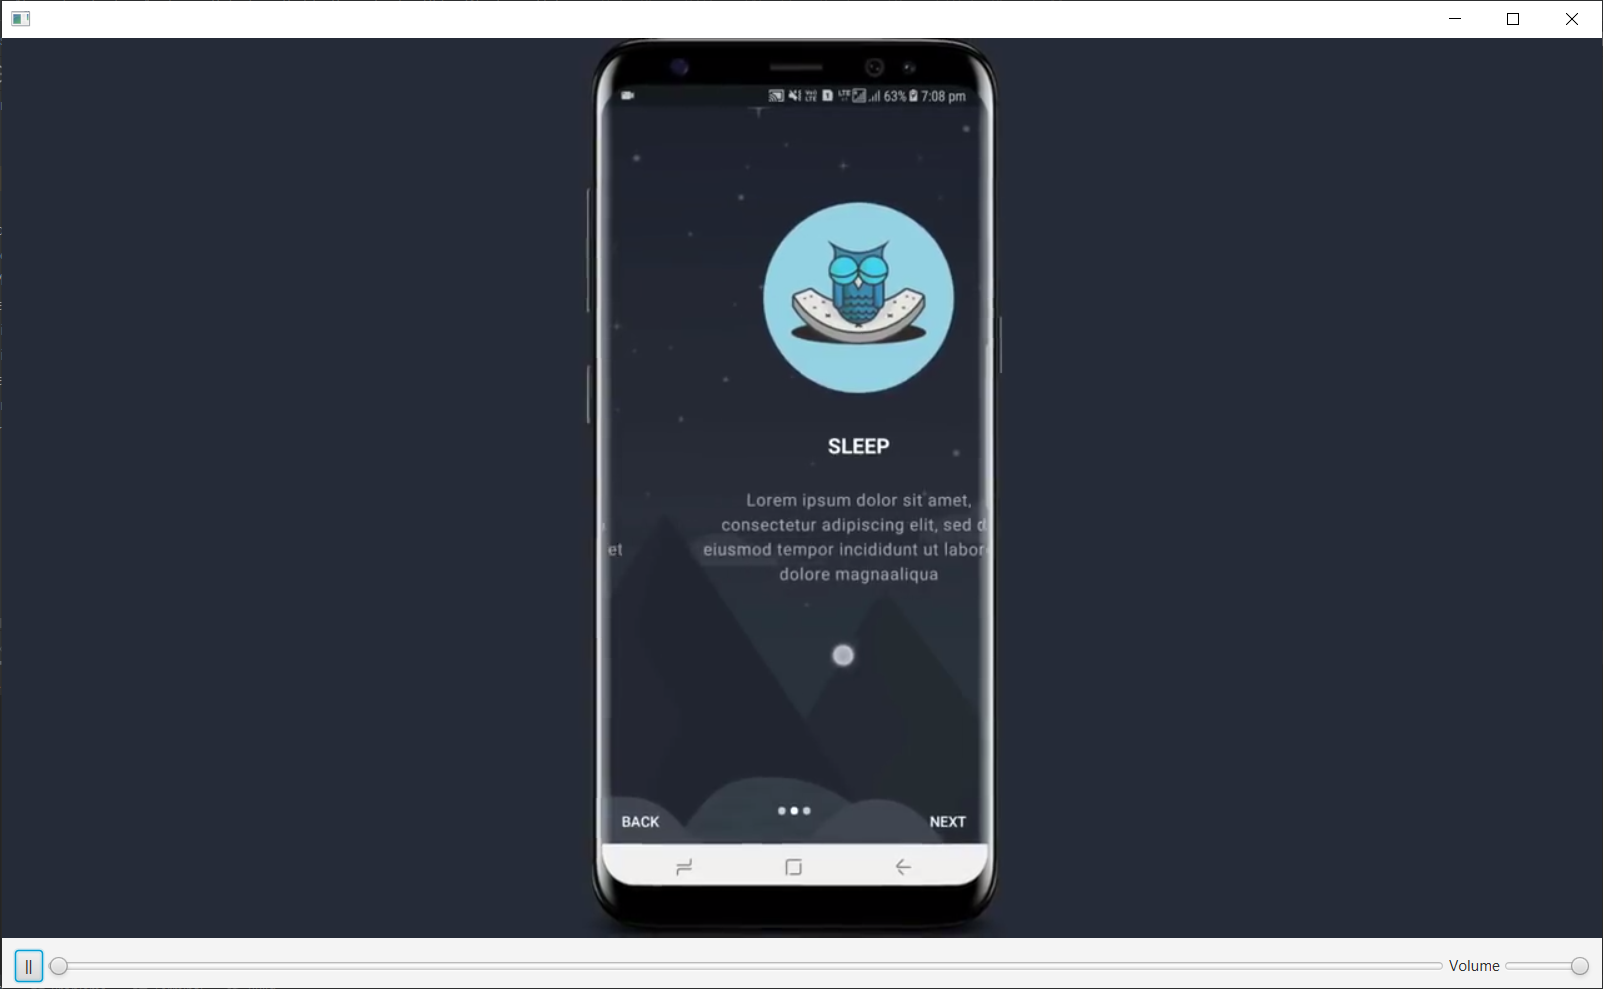 63% 7:08 pm
SLEEP
Lorem ipsum dolor sit amet,
consectetur adipiscing elit, sed d
et eiusmod tempor incididunt ut labor
dolore magnaaliqua
BACK
NEXT
Volume